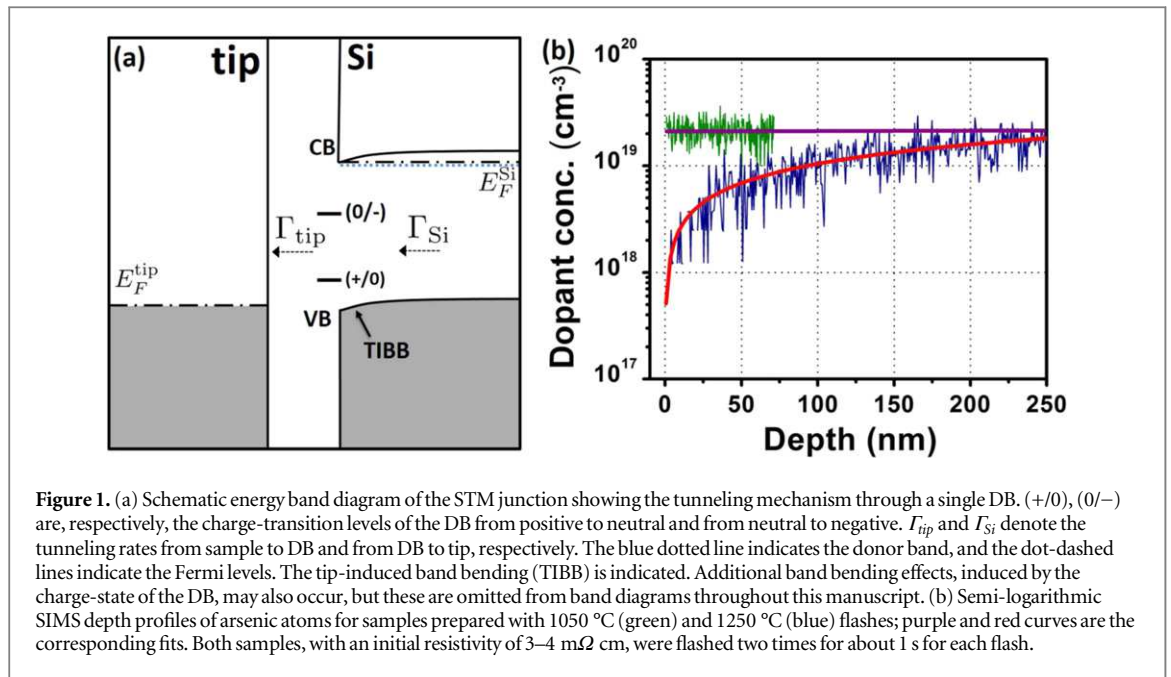 (a)
tip
Si
CB
E_F^Si
(0/-)
Γ_tip
Γ_Si
E_F^tip
(+/0)
VB
TIBB
(b)
Dopant conc. (cm⁻³)
10²⁰
10¹⁹
10¹⁸
10¹⁷
0 50 100 150 200 250
Depth (nm)
Figure 1. (a) Schematic energy band diagram of the STM junction showing the tunneling mechanism through a single DB. (+/0), (0/−)
are, respectively, the charge-transition levels of the DB from positive to neutral and from neutral to negative. Γ_tip and Γ_Si denote the
tunneling rates from sample to DB and from DB to tip, respectively. The blue dotted line indicates the donor band, and the dot-dashed
lines indicate the Fermi levels. The tip-induced band bending (TIBB) is indicated. Additional band bending effects, induced by the
charge-state of the DB, may also occur, but these are omitted from band diagrams throughout this manuscript. (b) Semi-logarithmic
SIMS depth profiles of arsenic atoms for samples prepared with 1050 °C (green) and 1250 °C (blue) flashes; purple and red curves are the
corresponding fits. Both samples, with an initial resistivity of 3–4 mΩ cm, were flashed two times for about 1 s for each flash.